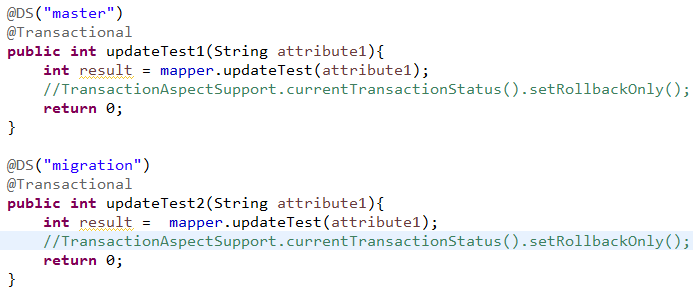 @DS("master")
@Transactional
public int updateTest1(String attribute1){
    int result = mapper.updateTest(attribute1);
    //TransactionAspectSupport.currentTransactionStatus().setRollbackOnly();
    return 0;
}

@DS("migration")
@Transactional
public int updateTest2(String attribute1){
    int result =  mapper.updateTest(attribute1);
    //TransactionAspectSupport.currentTransactionStatus().setRollbackOnly();
    return 0;
}